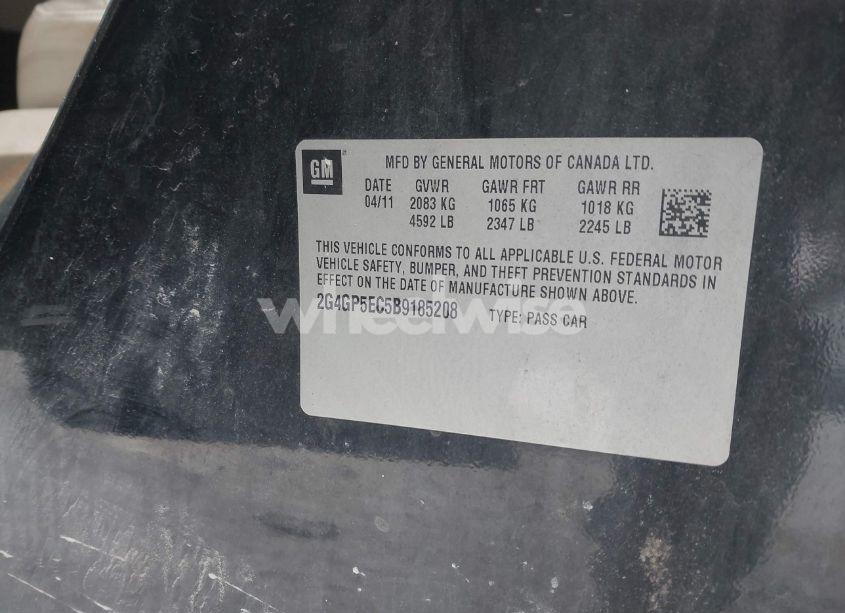 GM
MFD BY GENERAL MOTORS OF CANADA LTD.
DATE GVWR GAWR FRT GAWR RR
04/11 2083 KG 1065 KG 1018 KG
4592 LB 2347 LB 2245 LB
THIS VEHICLE CONFORMS TO ALL APPLICABLE U.S. FEDERAL MOTOR
VEHICLE SAFETY, BUMPER, AND THEFT PREVENTION STANDARDS IN
EFFECT ON THE DATE OF MANUFACTURE SHOWN ABOVE.
2G4GP5EC5B9185208 TYPE: PASS CAR
wheelwise